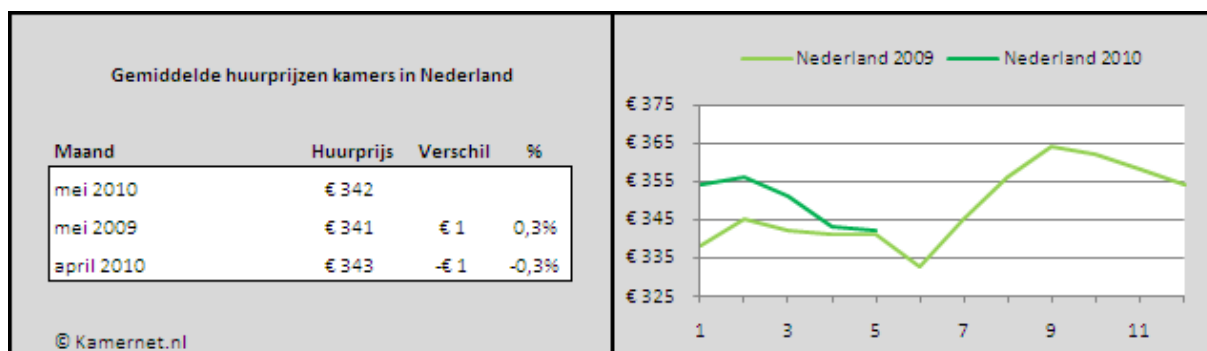 Gemiddelde huurprijzen kamers in Nederland
Maand Huurprijs Verschil %
mei 2010 € 342
mei 2009 € 341 € 1 0,3%
april 2010 € 343 -€ 1 -0,3%
© Kamernet.nl
Nederland 2009 Nederland 2010
€ 375
€ 365
€ 355
€ 345
€ 335
€ 325
1 3 5 7 9 11